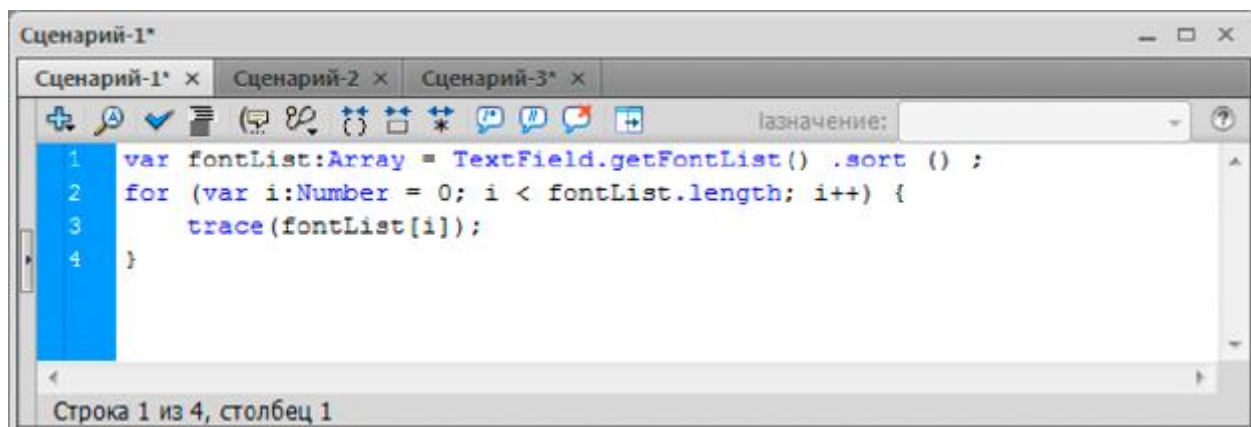 Сценарий-1*
Сценарий-1* × Сценарий-2 × Сценарий-3* ×
Iазначение:
1 var fontList:Array = TextField.getFontList() .sort () ;
2 for (var i:Number = 0; i < fontList.length; i++) {
3 trace(fontList[i]);
4 }
Строка 1 из 4, столбец 1